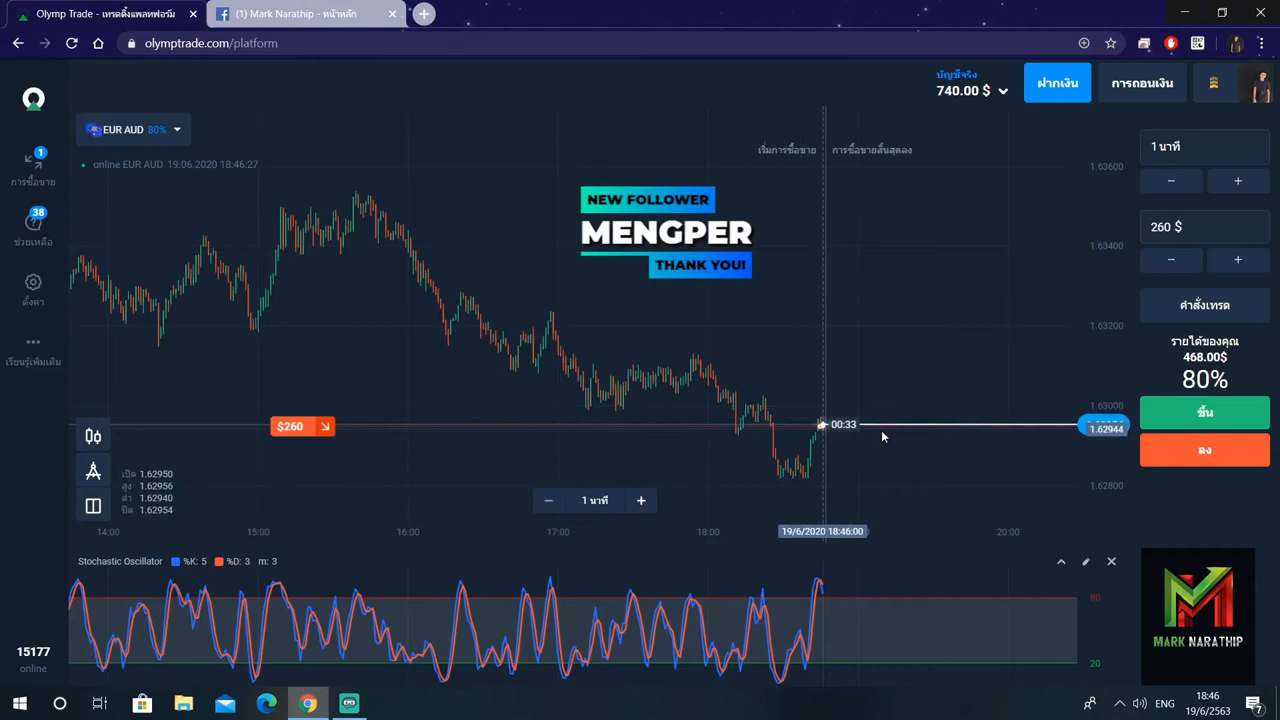 Olymp Trade - เทรดดิ้งแพลทฟอร์ม
(1) Mark Narathip - หน้าหลัก
olymptrade.com/platform
บัญชีจริง
740.00 $
ฝากเงิน
การถอนเงิน
EUR AUD 80%
online EUR AUD 19.06.2020 18:46:27
เริ่มการซื้อขาย
การซื้อขายสิ้นสุดลง
1
การซื้อขาย
38
ช่วยเหลือ
ตั้งค่า
เรียนรู้เพิ่มเติม
NEW FOLLOWER
MENGPER
THANK YOU!
1.63600
1.63400
1.63200
1.63000
1.62944
1.62800
1 นาที
260 $
คำสั่งเทรด
รายได้ของคุณ
468.00$
80%
ขึ้น
ลง
$260
00:33
เปิด 1.62950
สูง 1.62956
ต่ำ 1.62940
ปิด 1.62954
1 นาที
14:00
15:00
16:00
17:00
18:00
19/6/2020 18:46:00
20:00
Stochastic Oscillator %K: 5 %D: 3 m: 3
80
20
MARK NARATHIP
15177
online
ENG
18:46
19/6/2563
7